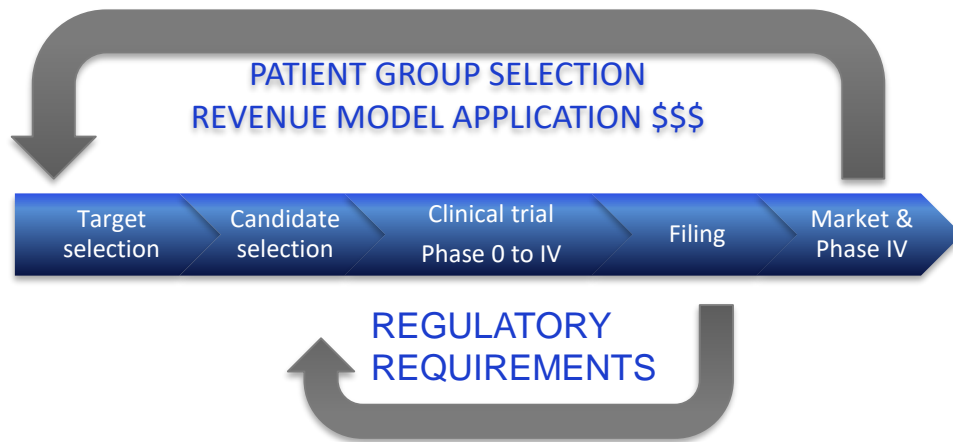 PATIENT GROUP SELECTION
REVENUE MODEL APPLICATION $$$
Target
selection
Candidate
selection
Clinical trial
Phase 0 to IV
Filing
Market &
Phase IV
REGULATORY
REQUIREMENTS